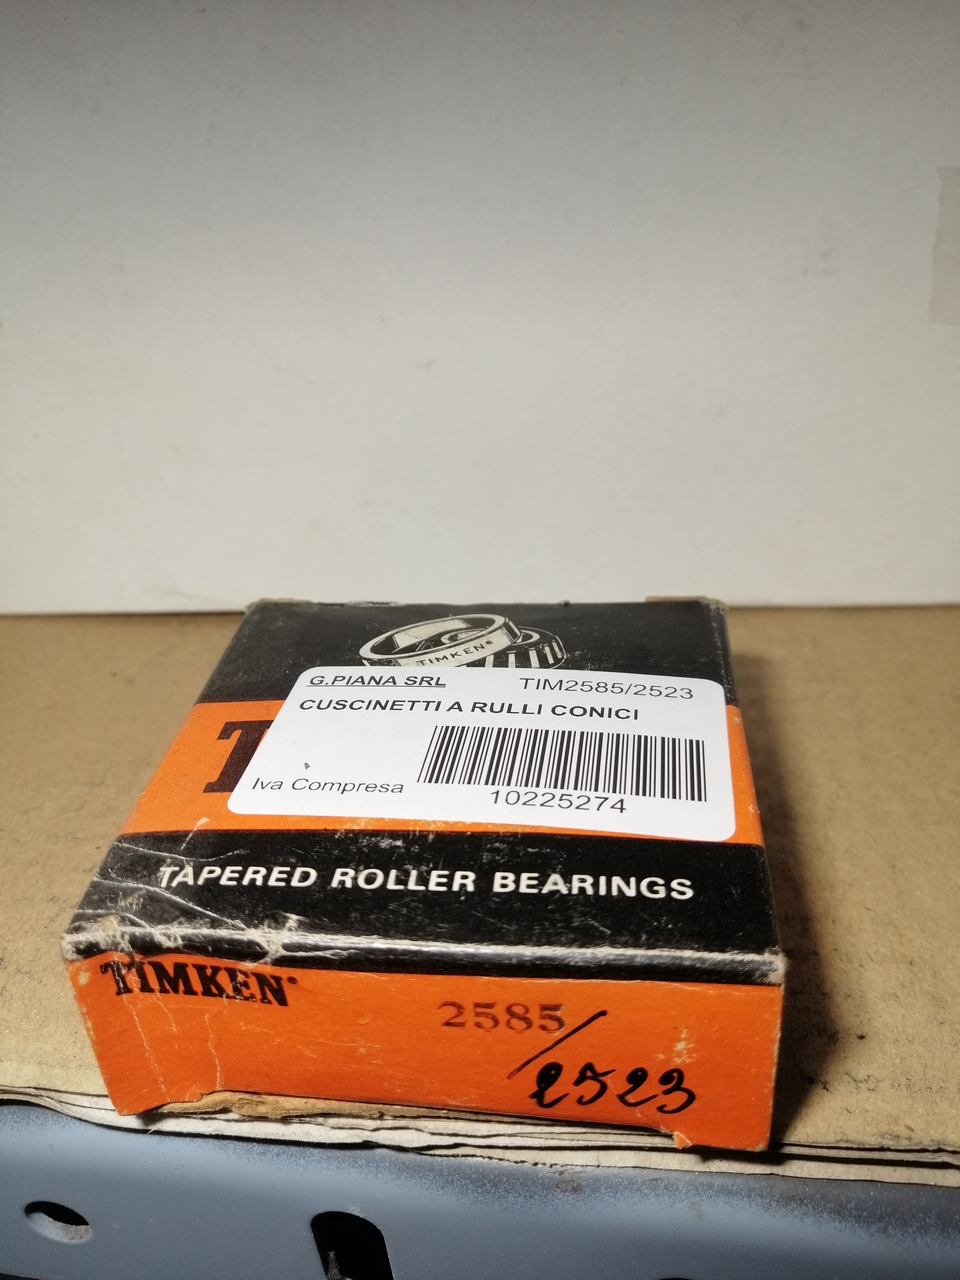 TIMKEN®
G.PIANA SRL TIM2585/2523
CUSCINETTI A RULLI CONICI
Iva Compresa
10225274
TAPERED ROLLER BEARINGS
TIMKEN®
2585/
2523